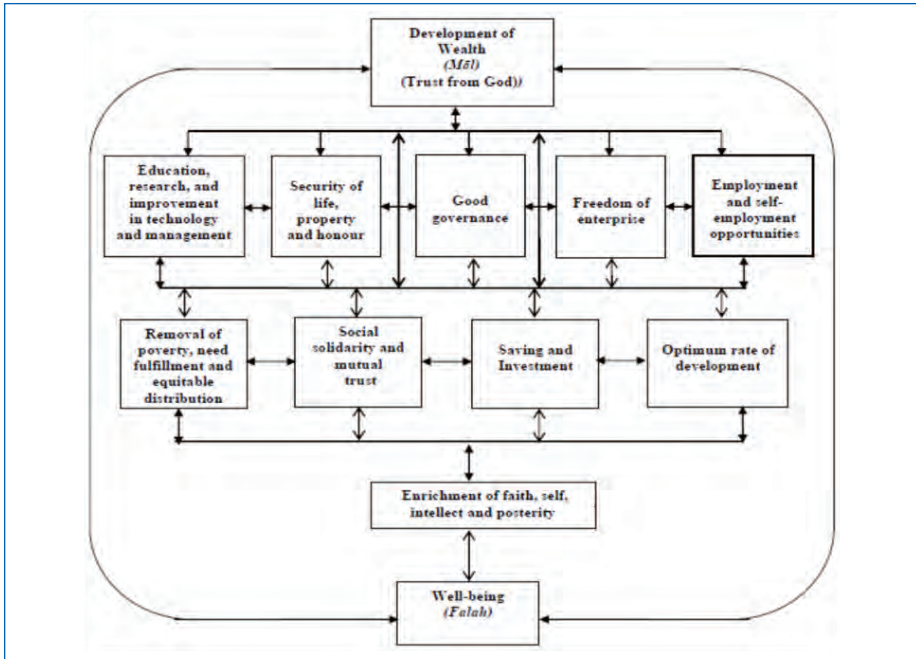 Development of
Wealth
(Māl)
(Trust from God))
Education,
research, and
improvement
in technology
and management
Security of
life,
property
and honour
Good
governance
Freedom of
enterprise
Employment
and self-
employment
opportunities
Removal of
poverty, need
fulfillment and
equitable
distribution
Social
solidarity and
mutual
trust
Saving and
Investment
Optimum rate of
development
Enrichment of faith, self,
intellect and posterity
Well-being
(Falah)